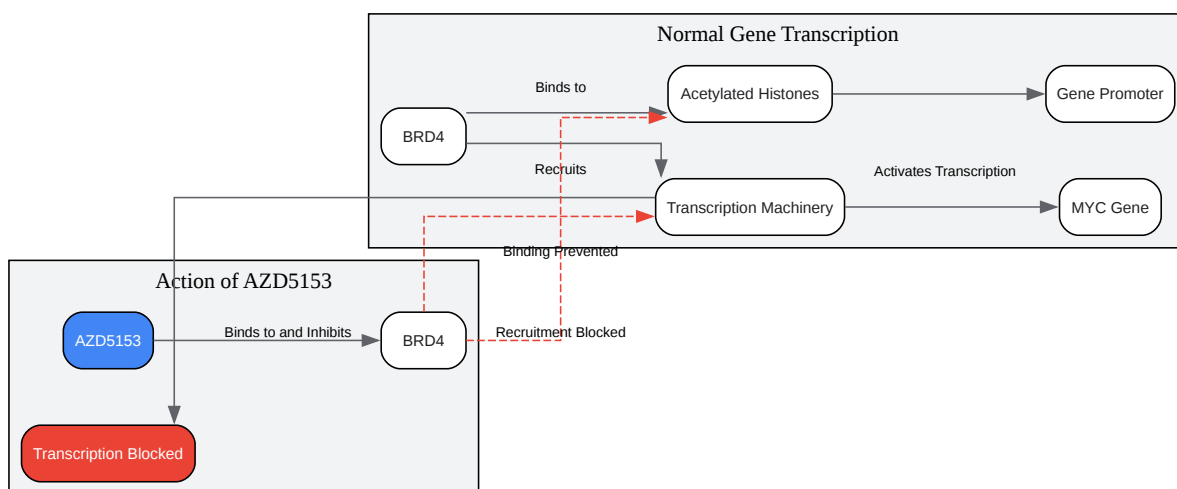 Normal Gene Transcription
Binds to
Acetylated Histones
Gene Promoter
BRD4
Recruits
Activates Transcription
Transcription Machinery
MYC Gene
Binding Prevented
Action of AZD5153
AZD5153
Binds to and Inhibits
BRD4
Recruitment Blocked
Transcription Blocked